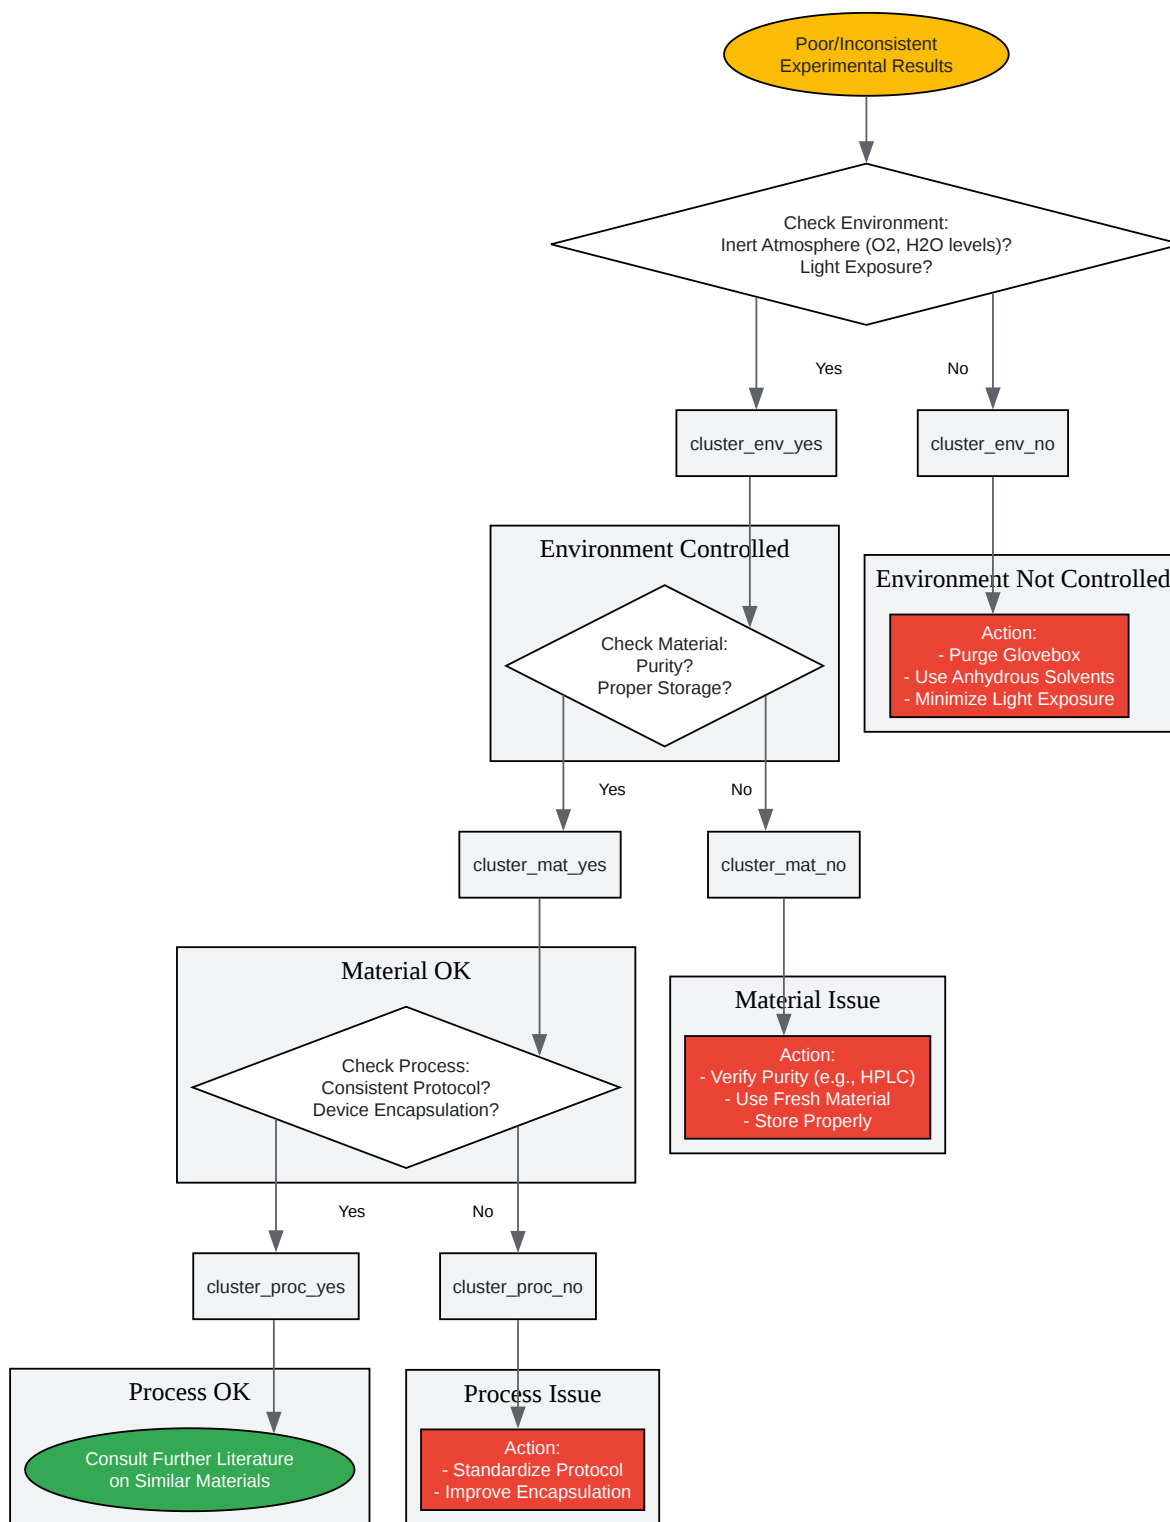 Poor/Inconsistent
Experimental Results
Check Environment:
Inert Atmosphere (O2, H2O levels)?
Light Exposure?
Yes
No
cluster_env_yes
cluster_env_no
Environment Controlled
Environment Not Controlled
Check Material:
Purity?
Proper Storage?
Action:
- Purge Glovebox
- Use Anhydrous Solvents
- Minimize Light Exposure
Yes
No
cluster_mat_yes
cluster_mat_no
Material OK
Material Issue
Check Process:
Consistent Protocol?
Device Encapsulation?
Action:
- Verify Purity (e.g., HPLC)
- Use Fresh Material
- Store Properly
Yes
No
cluster_proc_yes
cluster_proc_no
Process OK
Process Issue
Consult Further Literature
on Similar Materials
Action:
- Standardize Protocol
- Improve Encapsulation